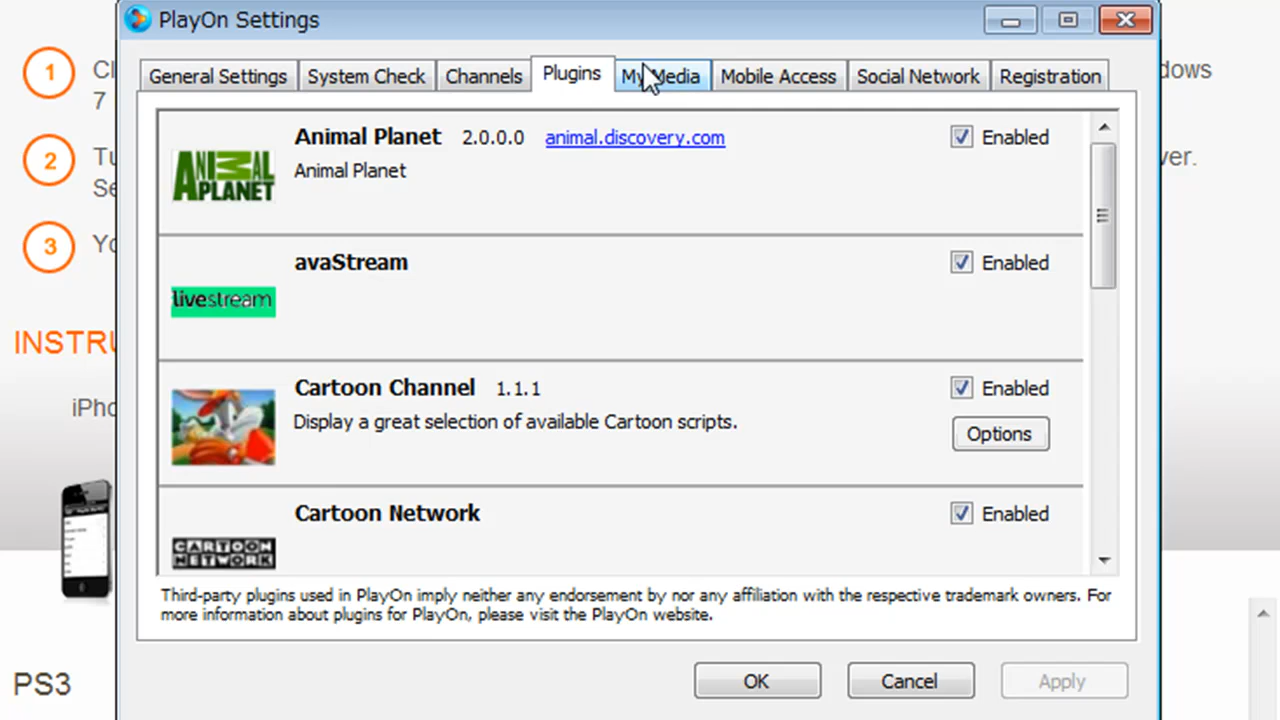 PlayOn Settings
1
2
3
7
INSTRU
PS3
General Settings
System Check
Channels
Plugins
My Media
Mobile Access
Social Network
Registration
Animal Planet 2.0.0.0 animal.discovery.com
Enabled
ANIMAL
PLANET
Animal Planet
avaStream
Enabled
livestream
Cartoon Channel 1.1.1
Enabled
Display a great selection of available Cartoon scripts.
Options
Cartoon Network
Enabled
CARTOON
NETWORK
Third-party plugins used in PlayOn imply neither any endorsement by nor any affiliation with the respective trademark owners. For
more information about plugins for PlayOn, please visit the PlayOn website.
OK
Cancel
Apply